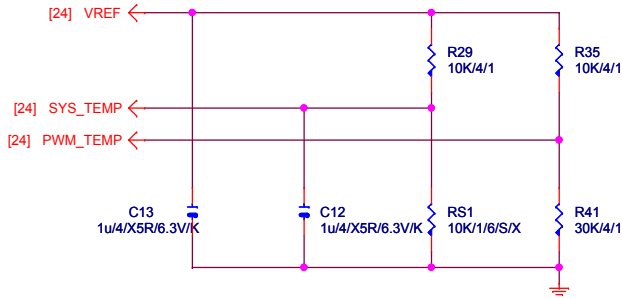 [24] VREF
R29
10K/4/1
R35
10K/4/1
[24] SYS_TEMP
[24] PWM_TEMP
C13
1u/4/X5R/6.3V/K
C12
1u/4/X5R/6.3V/K
RS1
10K/1/6/S/X
R41
30K/4/1